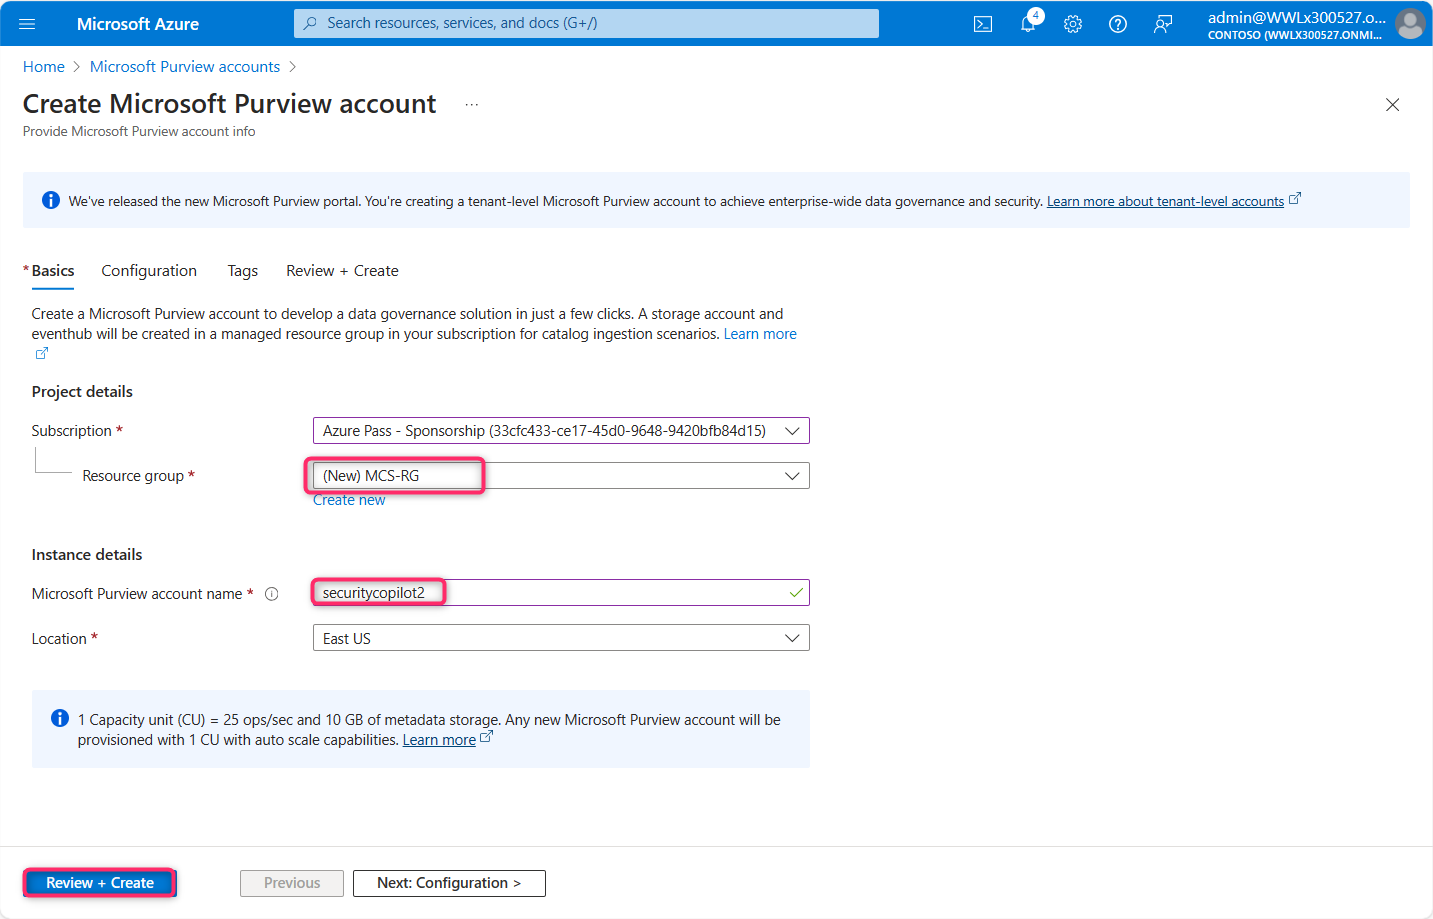 Microsoft Azure
Search resources, services, and docs (G+/)
4
admin@WWLx300527.o...
CONTOSO (WWLX300527.ONMI...
Home > Microsoft Purview accounts >
Create Microsoft Purview account ...
Provide Microsoft Purview account info
We've released the new Microsoft Purview portal. You're creating a tenant-level Microsoft Purview account to achieve enterprise-wide data governance and security. Learn more about tenant-level accounts
* Basics Configuration Tags Review + Create
Create a Microsoft Purview account to develop a data governance solution in just a few clicks. A storage account and
eventhub will be created in a managed resource group in your subscription for catalog ingestion scenarios. Learn more
Project details
Subscription * Azure Pass - Sponsorship (33cfc433-ce17-45d0-9648-9420bfb84d15)
Resource group * (New) MCS-RG
Create new
Instance details
Microsoft Purview account name * securitycopilot2
Location * East US
1 Capacity unit (CU) = 25 ops/sec and 10 GB of metadata storage. Any new Microsoft Purview account will be
provisioned with 1 CU with auto scale capabilities. Learn more
Review + Create Previous Next: Configuration >